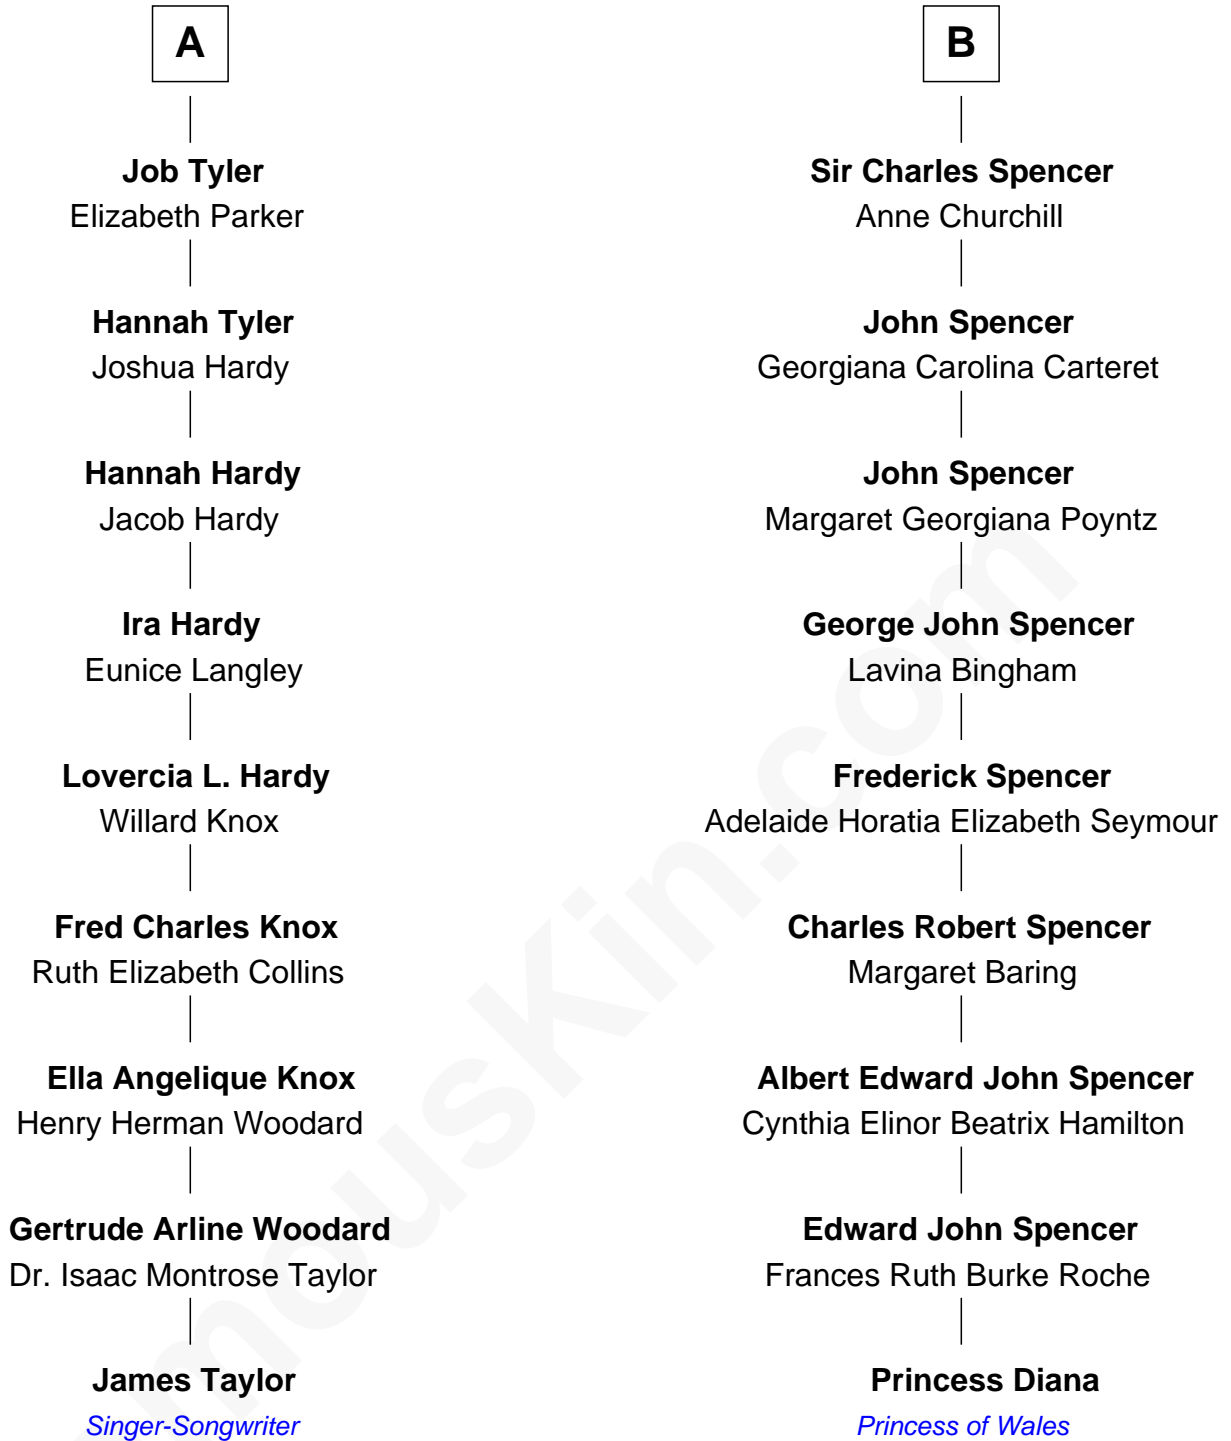 A
Job Tyler
Elizabeth Parker
Hannah Tyler
Joshua Hardy
Hannah Hardy
Jacob Hardy
Ira Hardy
Eunice Langley
Lovercia L. Hardy
Willard Knox
Fred Charles Knox
Ruth Elizabeth Collins
Ella Angelique Knox
Henry Herman Woodard
Gertrude Arline Woodard
Dr. Isaac Montrose Taylor
James Taylor
Singer-Songwriter
B
Sir Charles Spencer
Anne Churchill
John Spencer
Georgiana Carolina Carteret
John Spencer
Margaret Georgiana Poyntz
George John Spencer
Lavina Bingham
Frederick Spencer
Adelaide Horatia Elizabeth Seymour
Charles Robert Spencer
Margaret Baring
Albert Edward John Spencer
Cynthia Elinor Beatrix Hamilton
Edward John Spencer
Frances Ruth Burke Roche
Princess Diana
Princess of Wales
mousKin.com